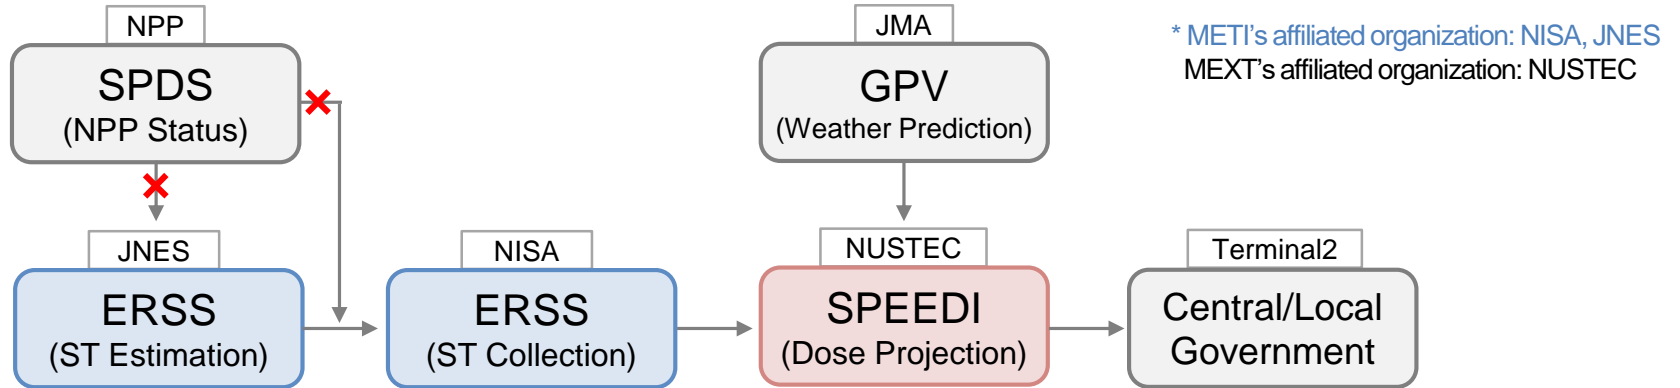 NPP
SPDS
(NPP Status)
JMA
GPV
(Weather Prediction)
* METI's affiliated organization: NISA, JNES
MEXT's affiliated organization: NUSTEC
JNES
ERSS
(ST Estimation)
NISA
ERSS
(ST Collection)
NUSTEC
SPEEDI
(Dose Projection)
Terminal2
Central/Local
Government